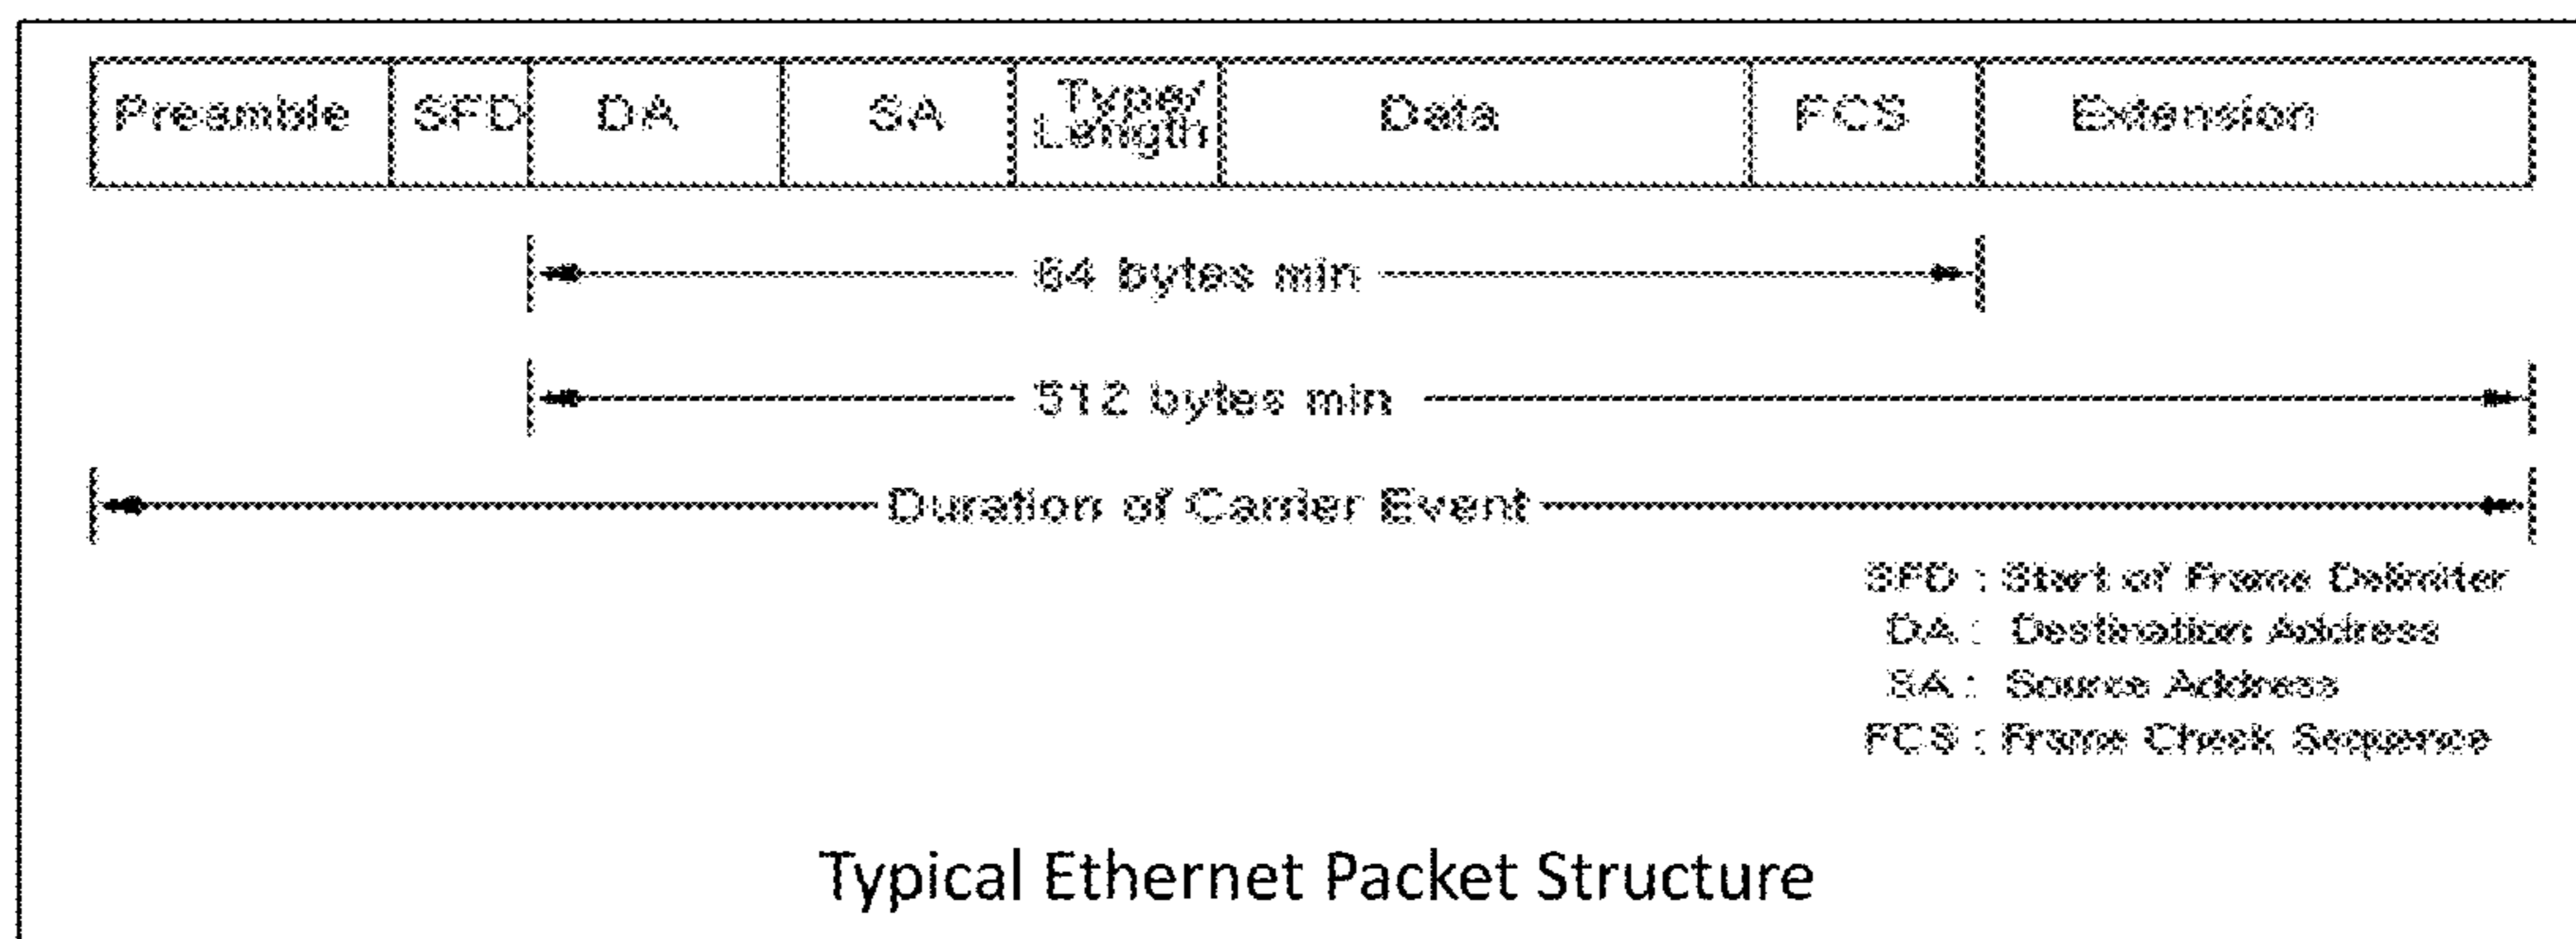 Preamble SFD DA SA Type/ Length Data FCS Extension
64 bytes min
512 bytes min
Duration of Carrier Event
SFD : Start of Frame Delimiter
DA : Destination Address
SA : Source Address
FCS : Frame Check Sequence
Typical Ethernet Packet Structure